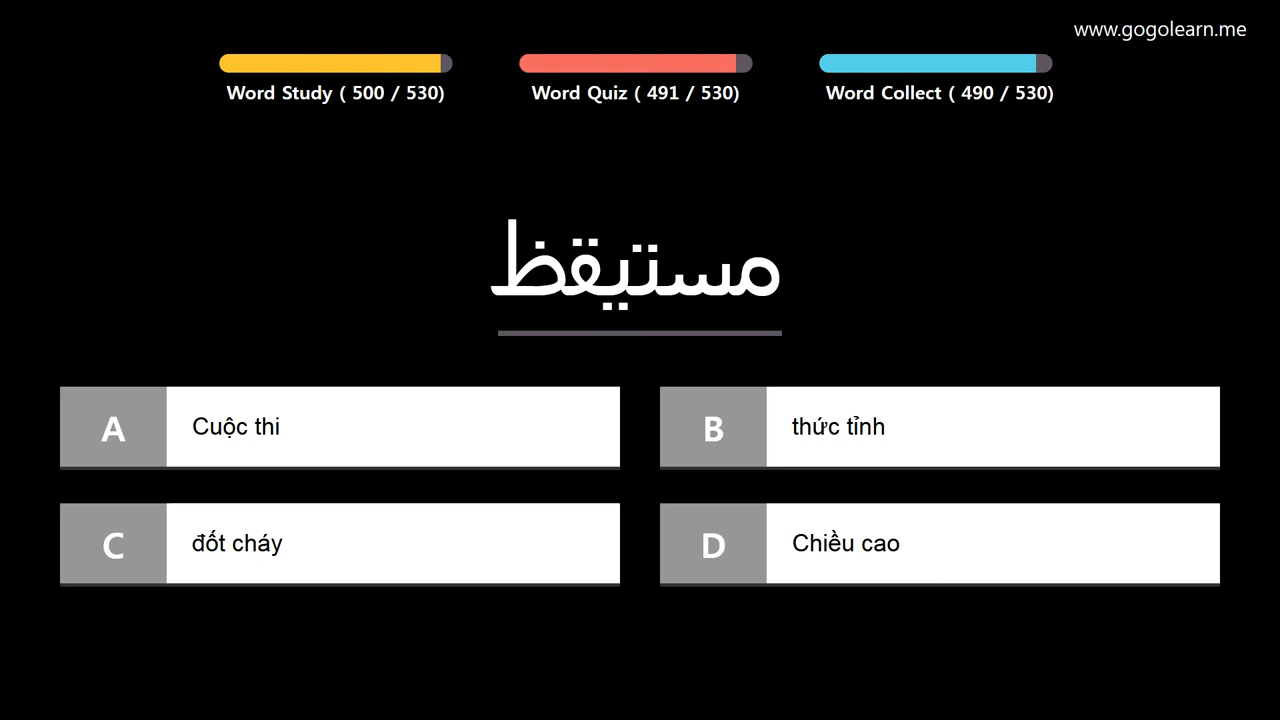 www.gogolearn.me
Word Study ( 500 / 530)
Word Quiz ( 491 / 530)
Word Collect ( 490 / 530)
مستيقظ
A
Cuộc thi
B
thức tỉnh
C
đốt cháy
D
Chiều cao